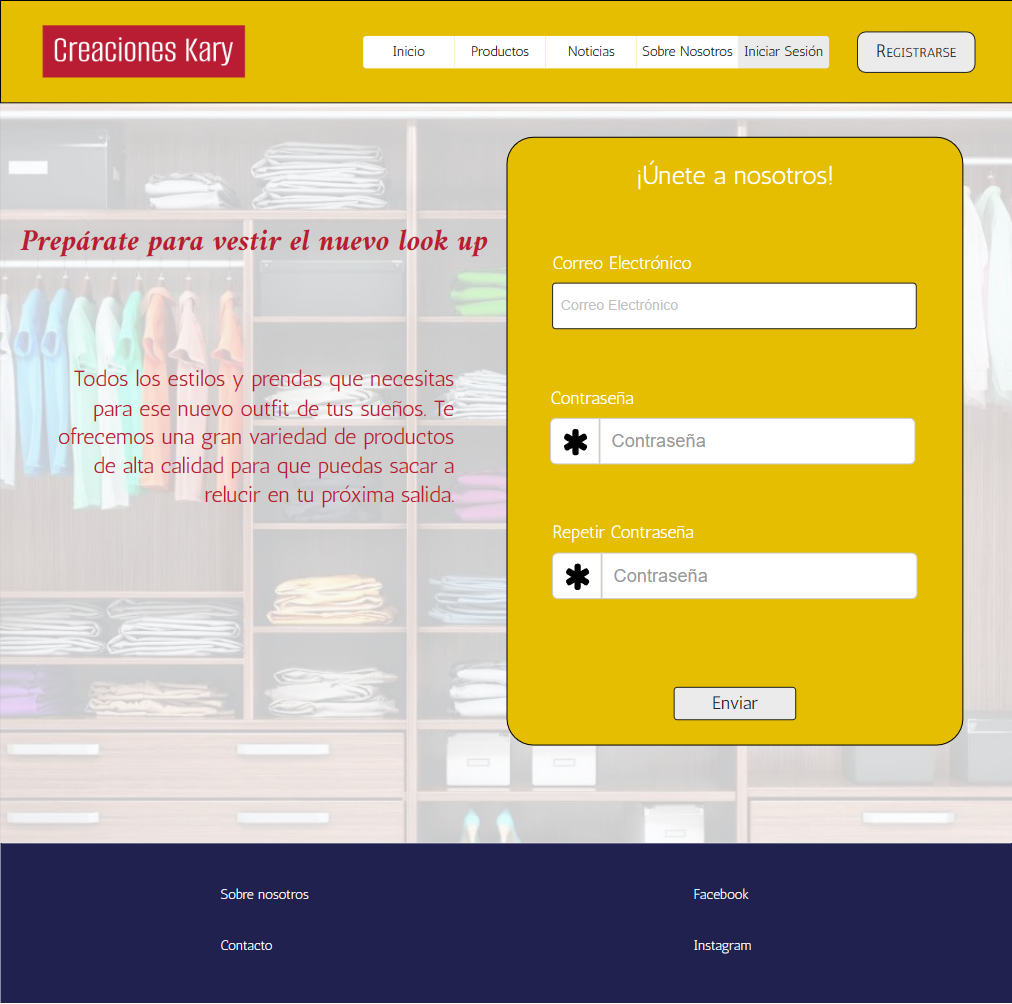 Creaciones Kary
Inicio
Productos
Noticias
Sobre Nosotros
Iniciar Sesión
Registrarse
¡Únete a nosotros!
Prepárate para vestir el nuevo look up
Correo Electrónico
Correo Electrónico
Todos los estilos y prendas que necesitas
para ese nuevo outfit de tus sueños. Te
ofrecemos una gran variedad de productos
de alta calidad para que puedas sacar a
relucir en tu próxima salida.
Contraseña
Contraseña
Repetir Contraseña
Contraseña
Enviar
Sobre nosotros
Facebook
Contacto
Instagram